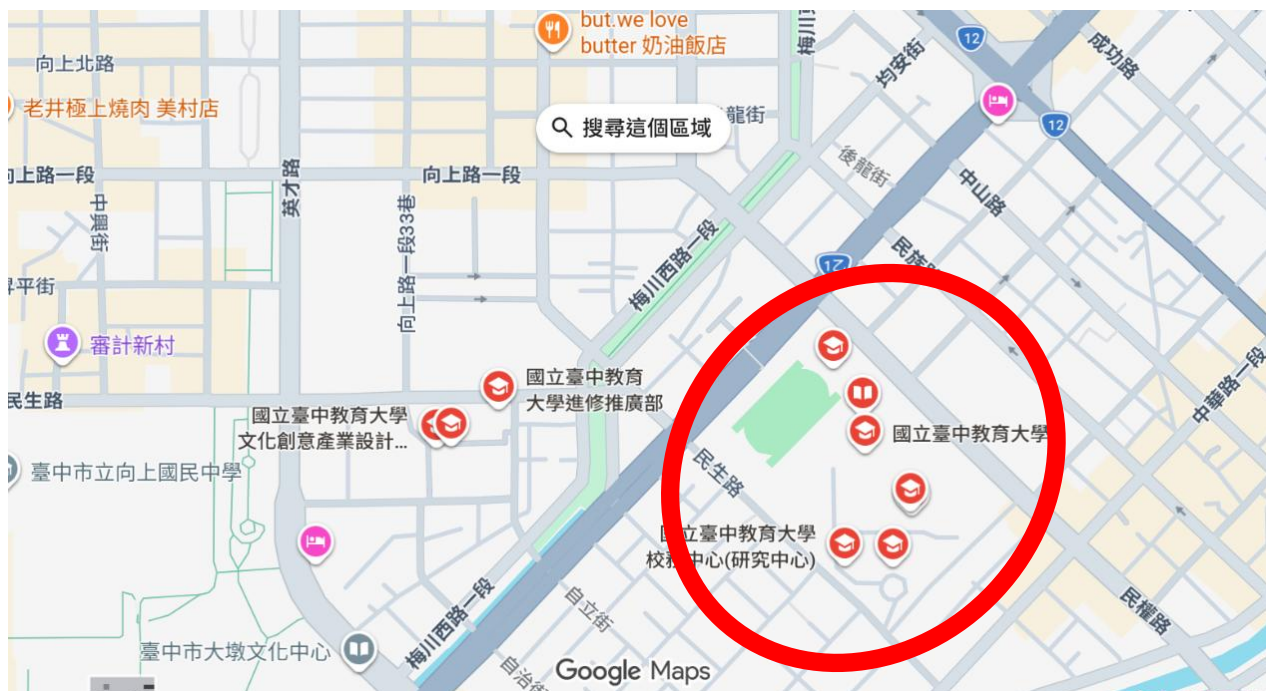 but.we love
butter 奶油飯店
梅川
均安街
12
成功路
向上北路
老井極上燒肉 美村店
搜尋這個區域
龍街
12
後龍街
中山路
向上路一段
英才路
向上路一段
中興街
向上路一段33巷
梅川西路一段
民族路
12
昇平街
審計新村
民生路
國立臺中教育
大學進修推廣部
國立臺中教育大學
文化創意產業設計...
國立臺中教育大學
中華路一段
臺中市立向上國民中學
民生路
國立臺中教育大學
校務中心(研究中心)
梅川西路一段
自立街
民權路
臺中市大墩文化中心
自治街
Google Maps